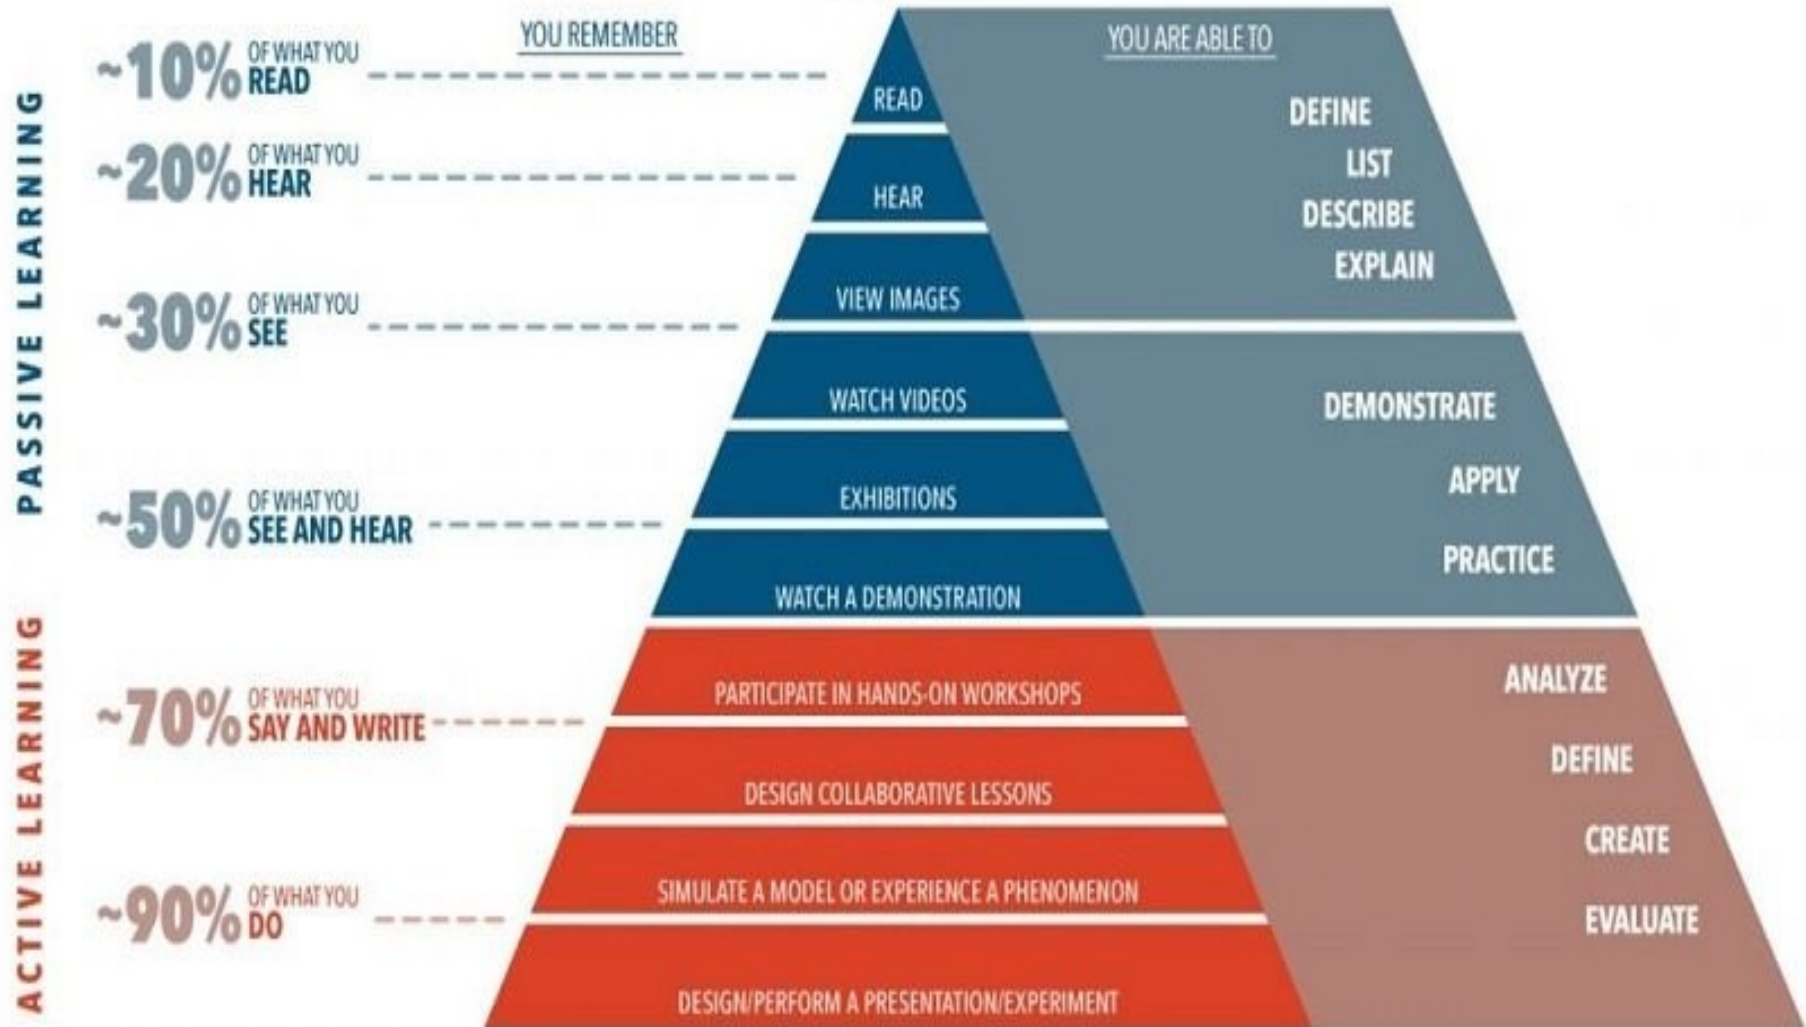 YOU REMEMBER
YOU ARE ABLE TO
PASSIVE LEARNING
~10% OF WHAT YOU
READ
~20% OF WHAT YOU
HEAR
~30% OF WHAT YOU
SEE
~50% OF WHAT YOU
SEE AND HEAR
ACTIVE LEARNING
~70% OF WHAT YOU
SAY AND WRITE
~90% OF WHAT YOU
DO
READ
HEAR
VIEW IMAGES
WATCH VIDEOS
EXHIBITIONS
WATCH A DEMONSTRATION
PARTICIPATE IN HANDS-ON WORKSHOPS
DESIGN COLLABORATIVE LESSONS
SIMULATE A MODEL OR EXPERIENCE A PHENOMENON
DESIGN/PERFORM A PRESENTATION/EXPERIMENT
DEFINE
LIST
DESCRIBE
EXPLAIN
DEMONSTRATE
APPLY
PRACTICE
ANALYZE
DEFINE
CREATE
EVALUATE